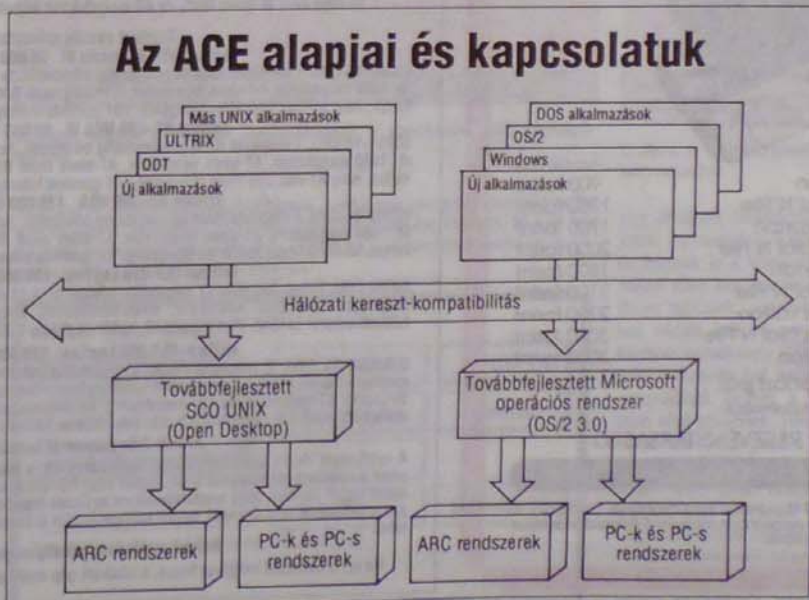 Az ACE alapjai és kapcsolatuk
Más UNIX alkalmazások
ULTRIX
ODT
Új alkalmazások
DOS alkalmazások
OS/2
Windows
Új alkalmazások
Hálózati kereszt-kompatibilitás
Továbbfejlesztett
SCO UNIX
(Open Desktop)
Továbbfejlesztett Microsoft
operációs rendszer
(OS/2 3.0)
ARC rendszerek
PC-k és PC-s
rendszerek
ARC rendszerek
PC-k és PC-s
rendszerek